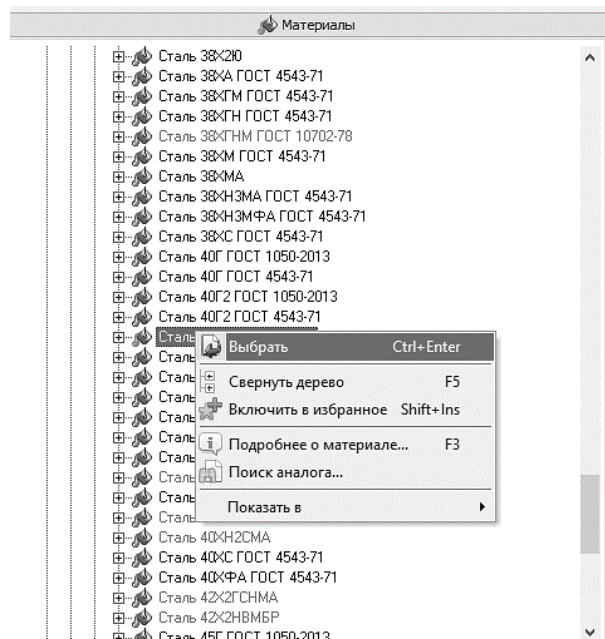 Материалы
Сталь 38Х2Ю
Сталь 38ХА ГОСТ 4543-71
Сталь 38ХГМ ГОСТ 4543-71
Сталь 38ХГН ГОСТ 4543-71
Сталь 38ХГНМ ГОСТ 10702-78
Сталь 38ХМ ГОСТ 4543-71
Сталь 38ХМА
Сталь 38ХН3МА ГОСТ 4543-71
Сталь 38ХН3МФА ГОСТ 4543-71
Сталь 38ХС ГОСТ 4543-71
Сталь 40Г ГОСТ 1050-2013
Сталь 40Г ГОСТ 4543-71
Сталь 40Г2 ГОСТ 1050-2013
Сталь 40Г2 ГОСТ 4543-71
Сталь
Выбрать Ctrl+Enter
Сталь
Сталь
Свернуть дерево F5
Сталь
Включить в избранное Shift+Ins
Сталь
Сталь
Подробнее о материале... F3
Сталь
Поиск аналога...
Сталь
Сталь
Показать в
Сталь
Сталь 40ХН2СМА
Сталь 40ХС ГОСТ 4543-71
Сталь 40ХФА ГОСТ 4543-71
Сталь 42Х2ГСНМА
Сталь 42Х2НВМБР
Сталь 45Г ГОСТ 1050-2013